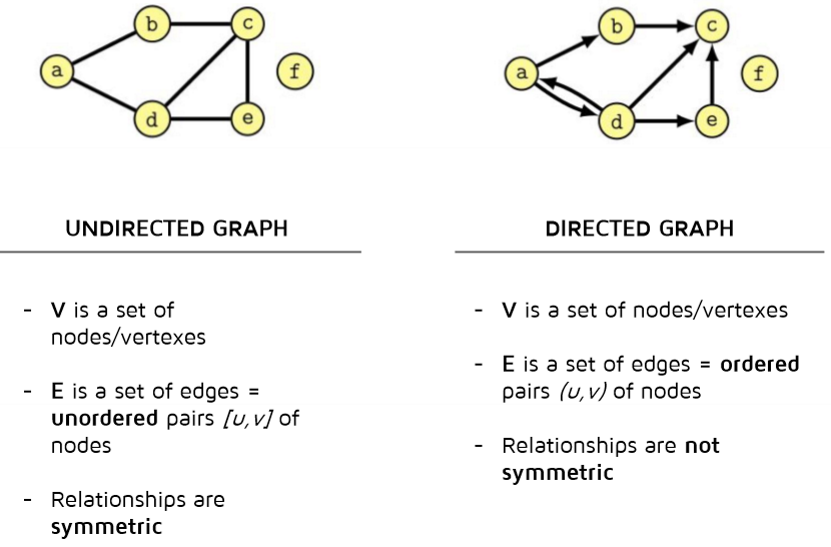 b
c
a
f
d
e
b
c
a
f
d
e
UNDIRECTED GRAPH
- V is a set of
nodes/vertexes
- E is a set of edges =
unordered pairs [u,v] of
nodes
- Relationships are
symmetric
DIRECTED GRAPH
- V is a set of nodes/vertexes
- E is a set of edges = ordered
pairs (u,v) of nodes
- Relationships are not
symmetric